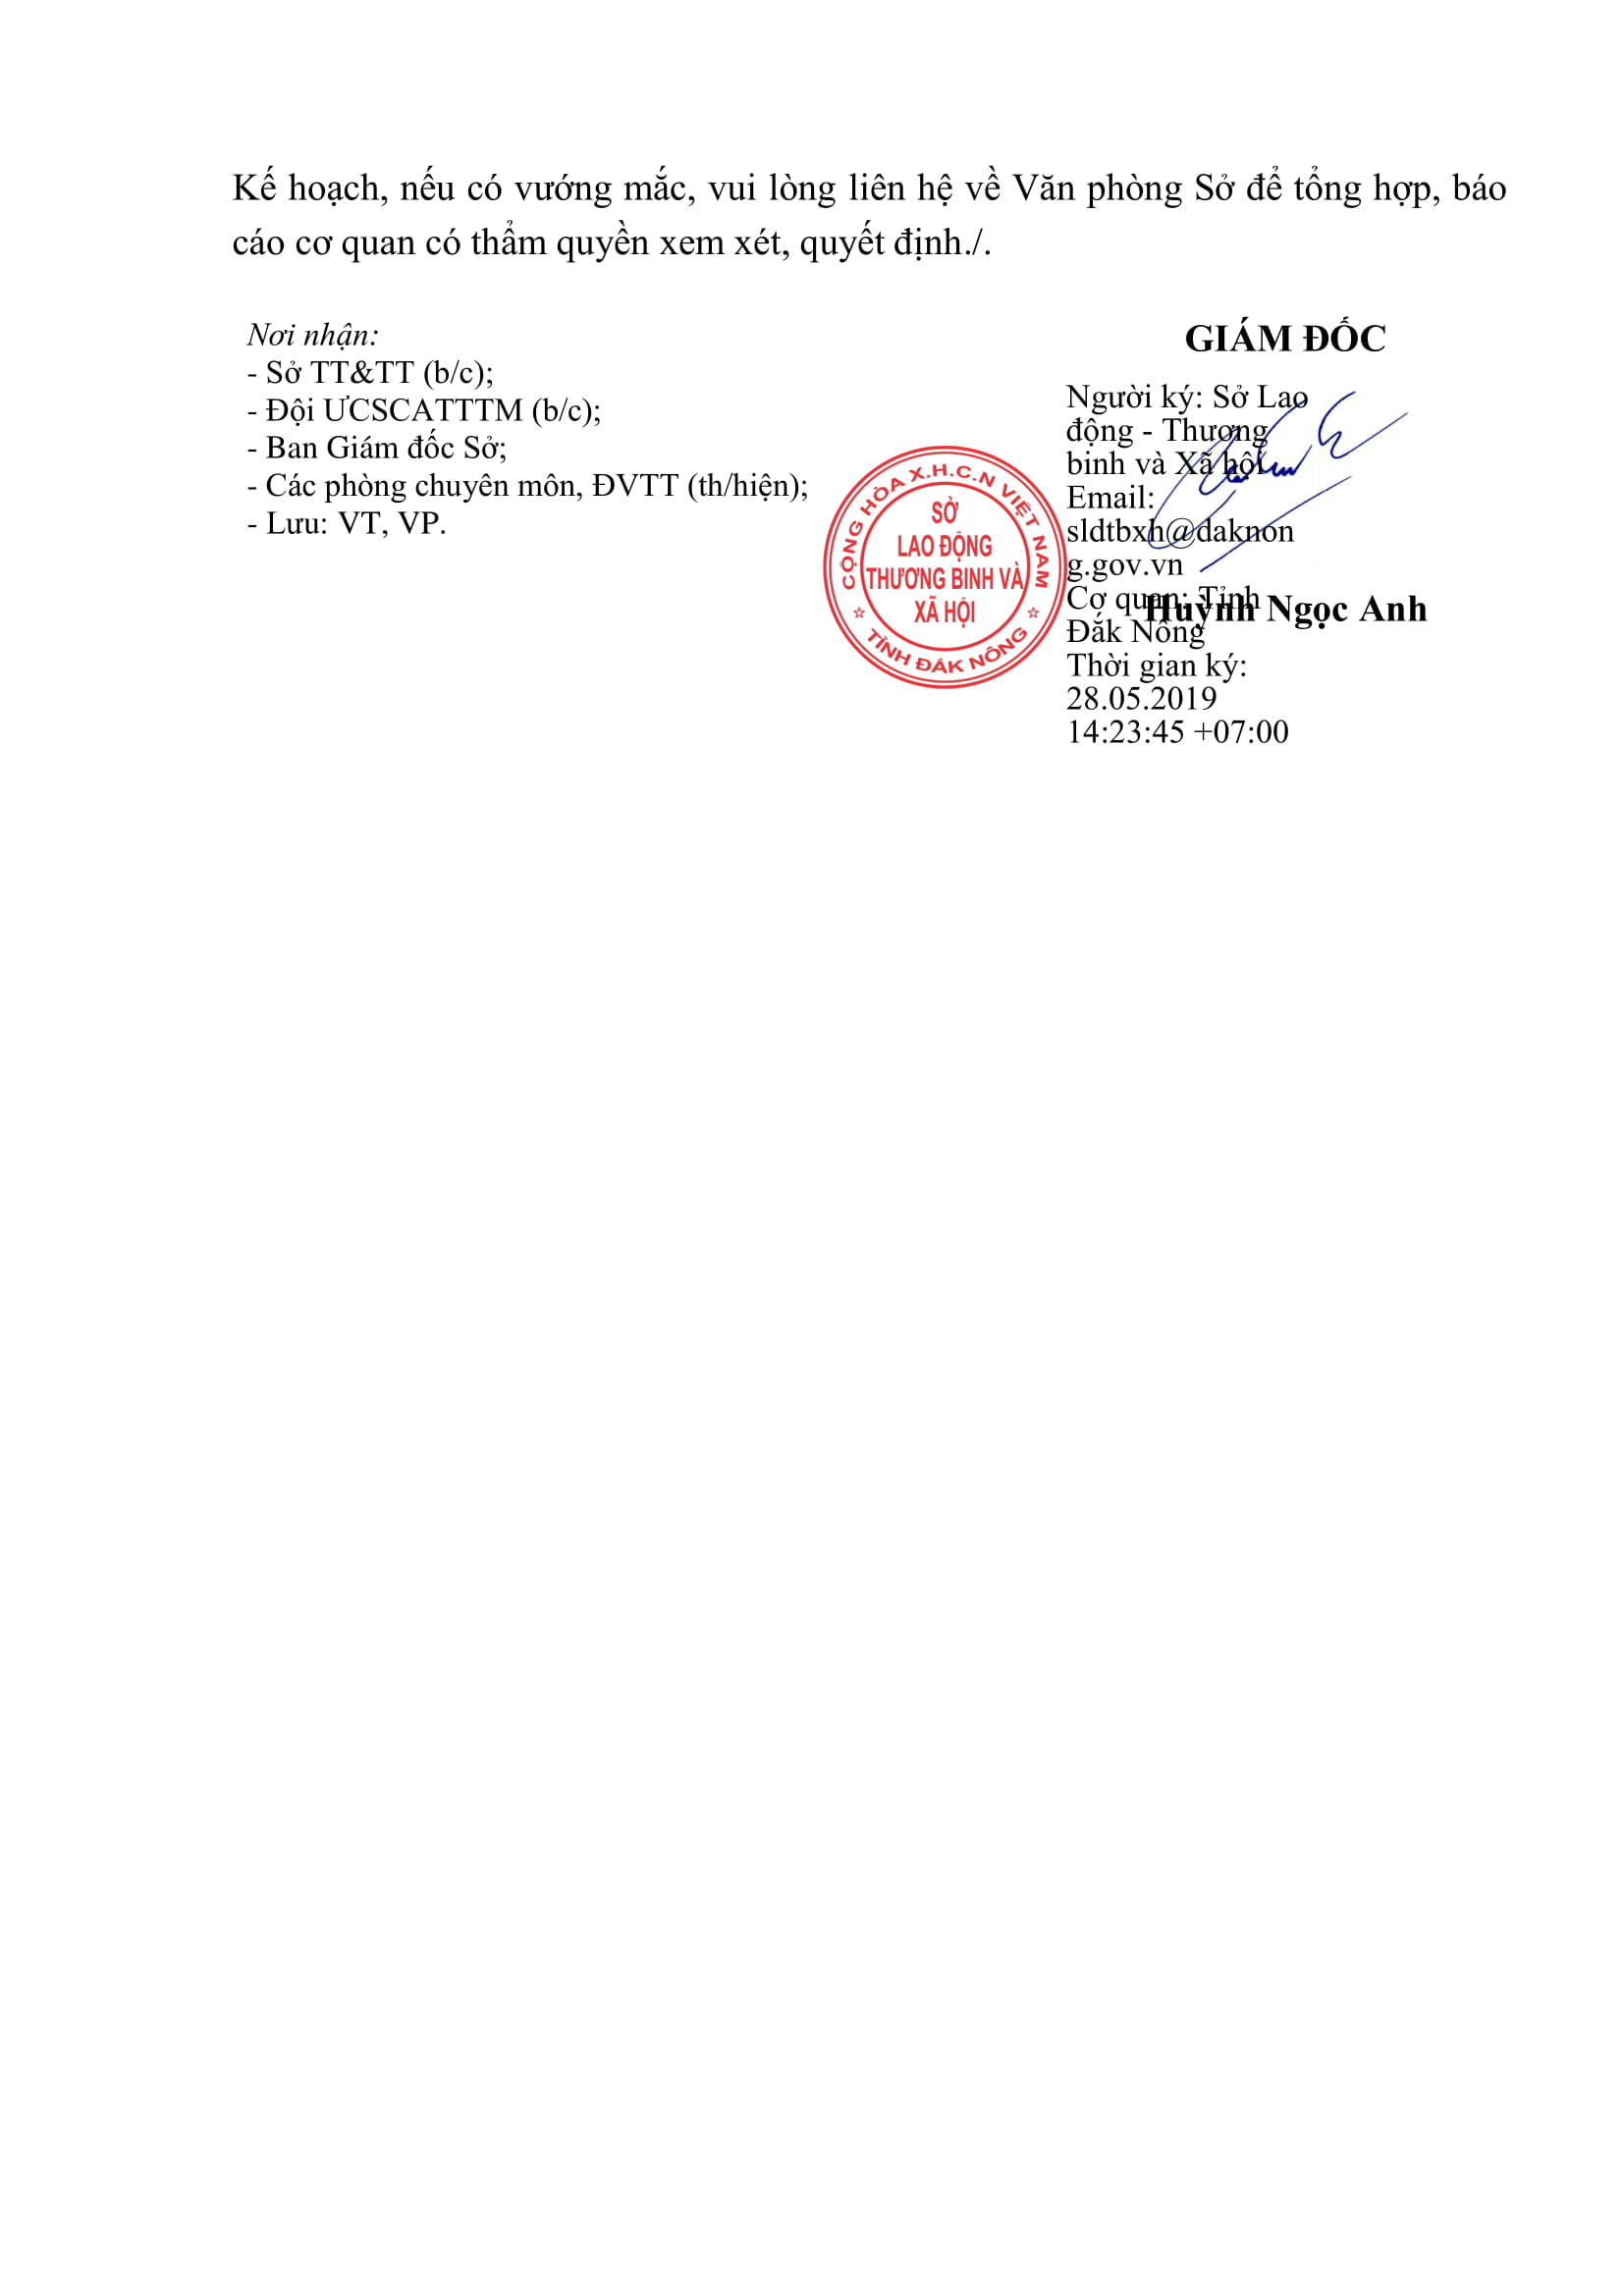 Kế hoạch, nếu có vướng mắc, vui lòng liên hệ về Văn phòng Sở để tổng hợp, báo
cáo cơ quan có thẩm quyền xem xét, quyết định./.
Nơi nhận:
- Sở TT&TT (b/c);
- Đội ƯCSCATTTM (b/c);
- Ban Giám đốc Sở;
- Các phòng chuyên môn, ĐVTT (th/hiện);
- Lưu: VT, VP.
GIÁM ĐỐC
Người ký: Sở Lao
động - Thương
binh và Xã hội
Email:
sldtbxh@daknon
g.gov.vn
Cơ quan: Tỉnh
Đắk Nông
Thời gian ký:
28.05.2019
14:23:45 +07:00
Huỳnh Ngọc Anh
CỘNG HÒA X.H.C.N VIỆT NAM
SỞ
LAO ĐỘNG
THƯƠNG BINH VÀ
XÃ HỘI
TỈNH ĐẮK NÔNG